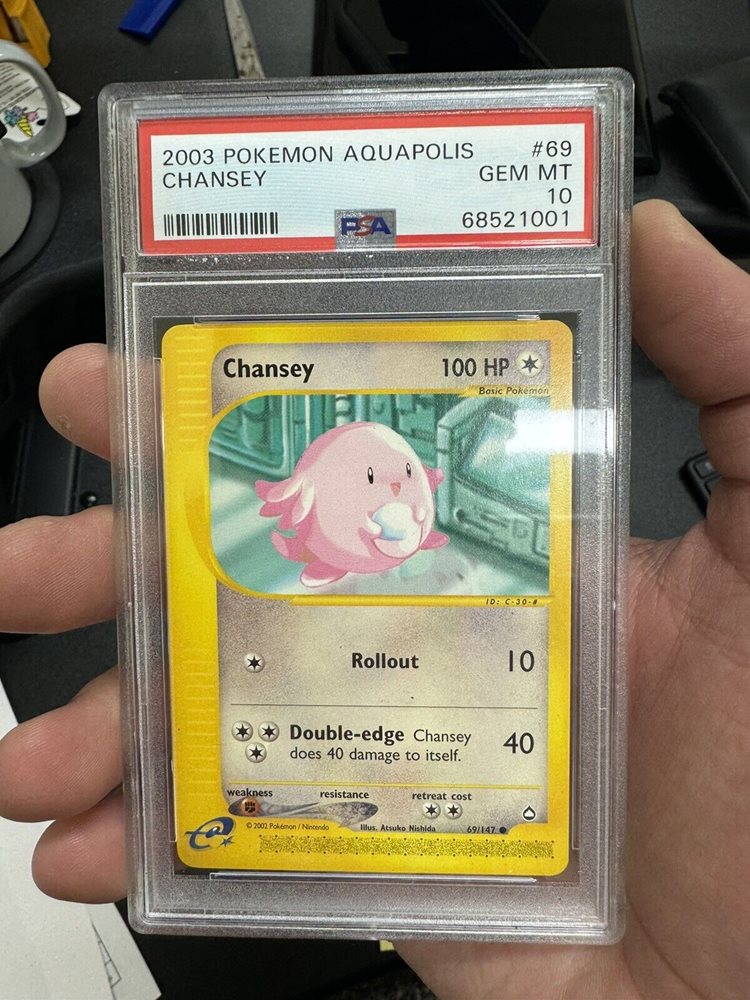 2003 POKEMON AQUAPOLIS #69
CHANSEY GEM MT
10
PSA 68521001
Chansey 100 HP
Basic Pokémon
ID: C-30-#
Rollout 10
Double-edge Chansey
does 40 damage to itself. 40
weakness resistance retreat cost
© 2002 Pokémon / Nintendo Illus. Atsuko Nishida 69/147
e